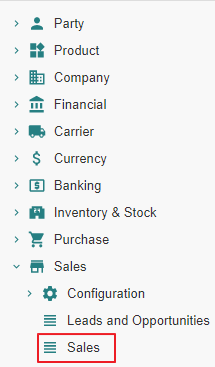 Party
Product
Company
Financial
Carrier
Currency
Banking
Inventory & Stock
Purchase
Sales
Configuration
Leads and Opportunities
Sales